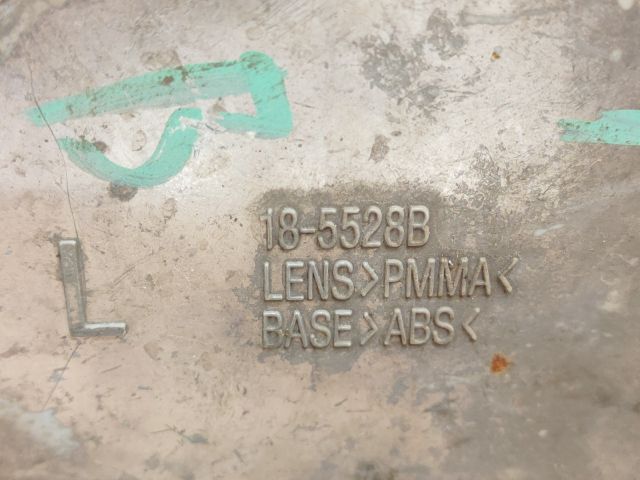 18-5528B
LENS>PMMA<
BASE>ABS<
L